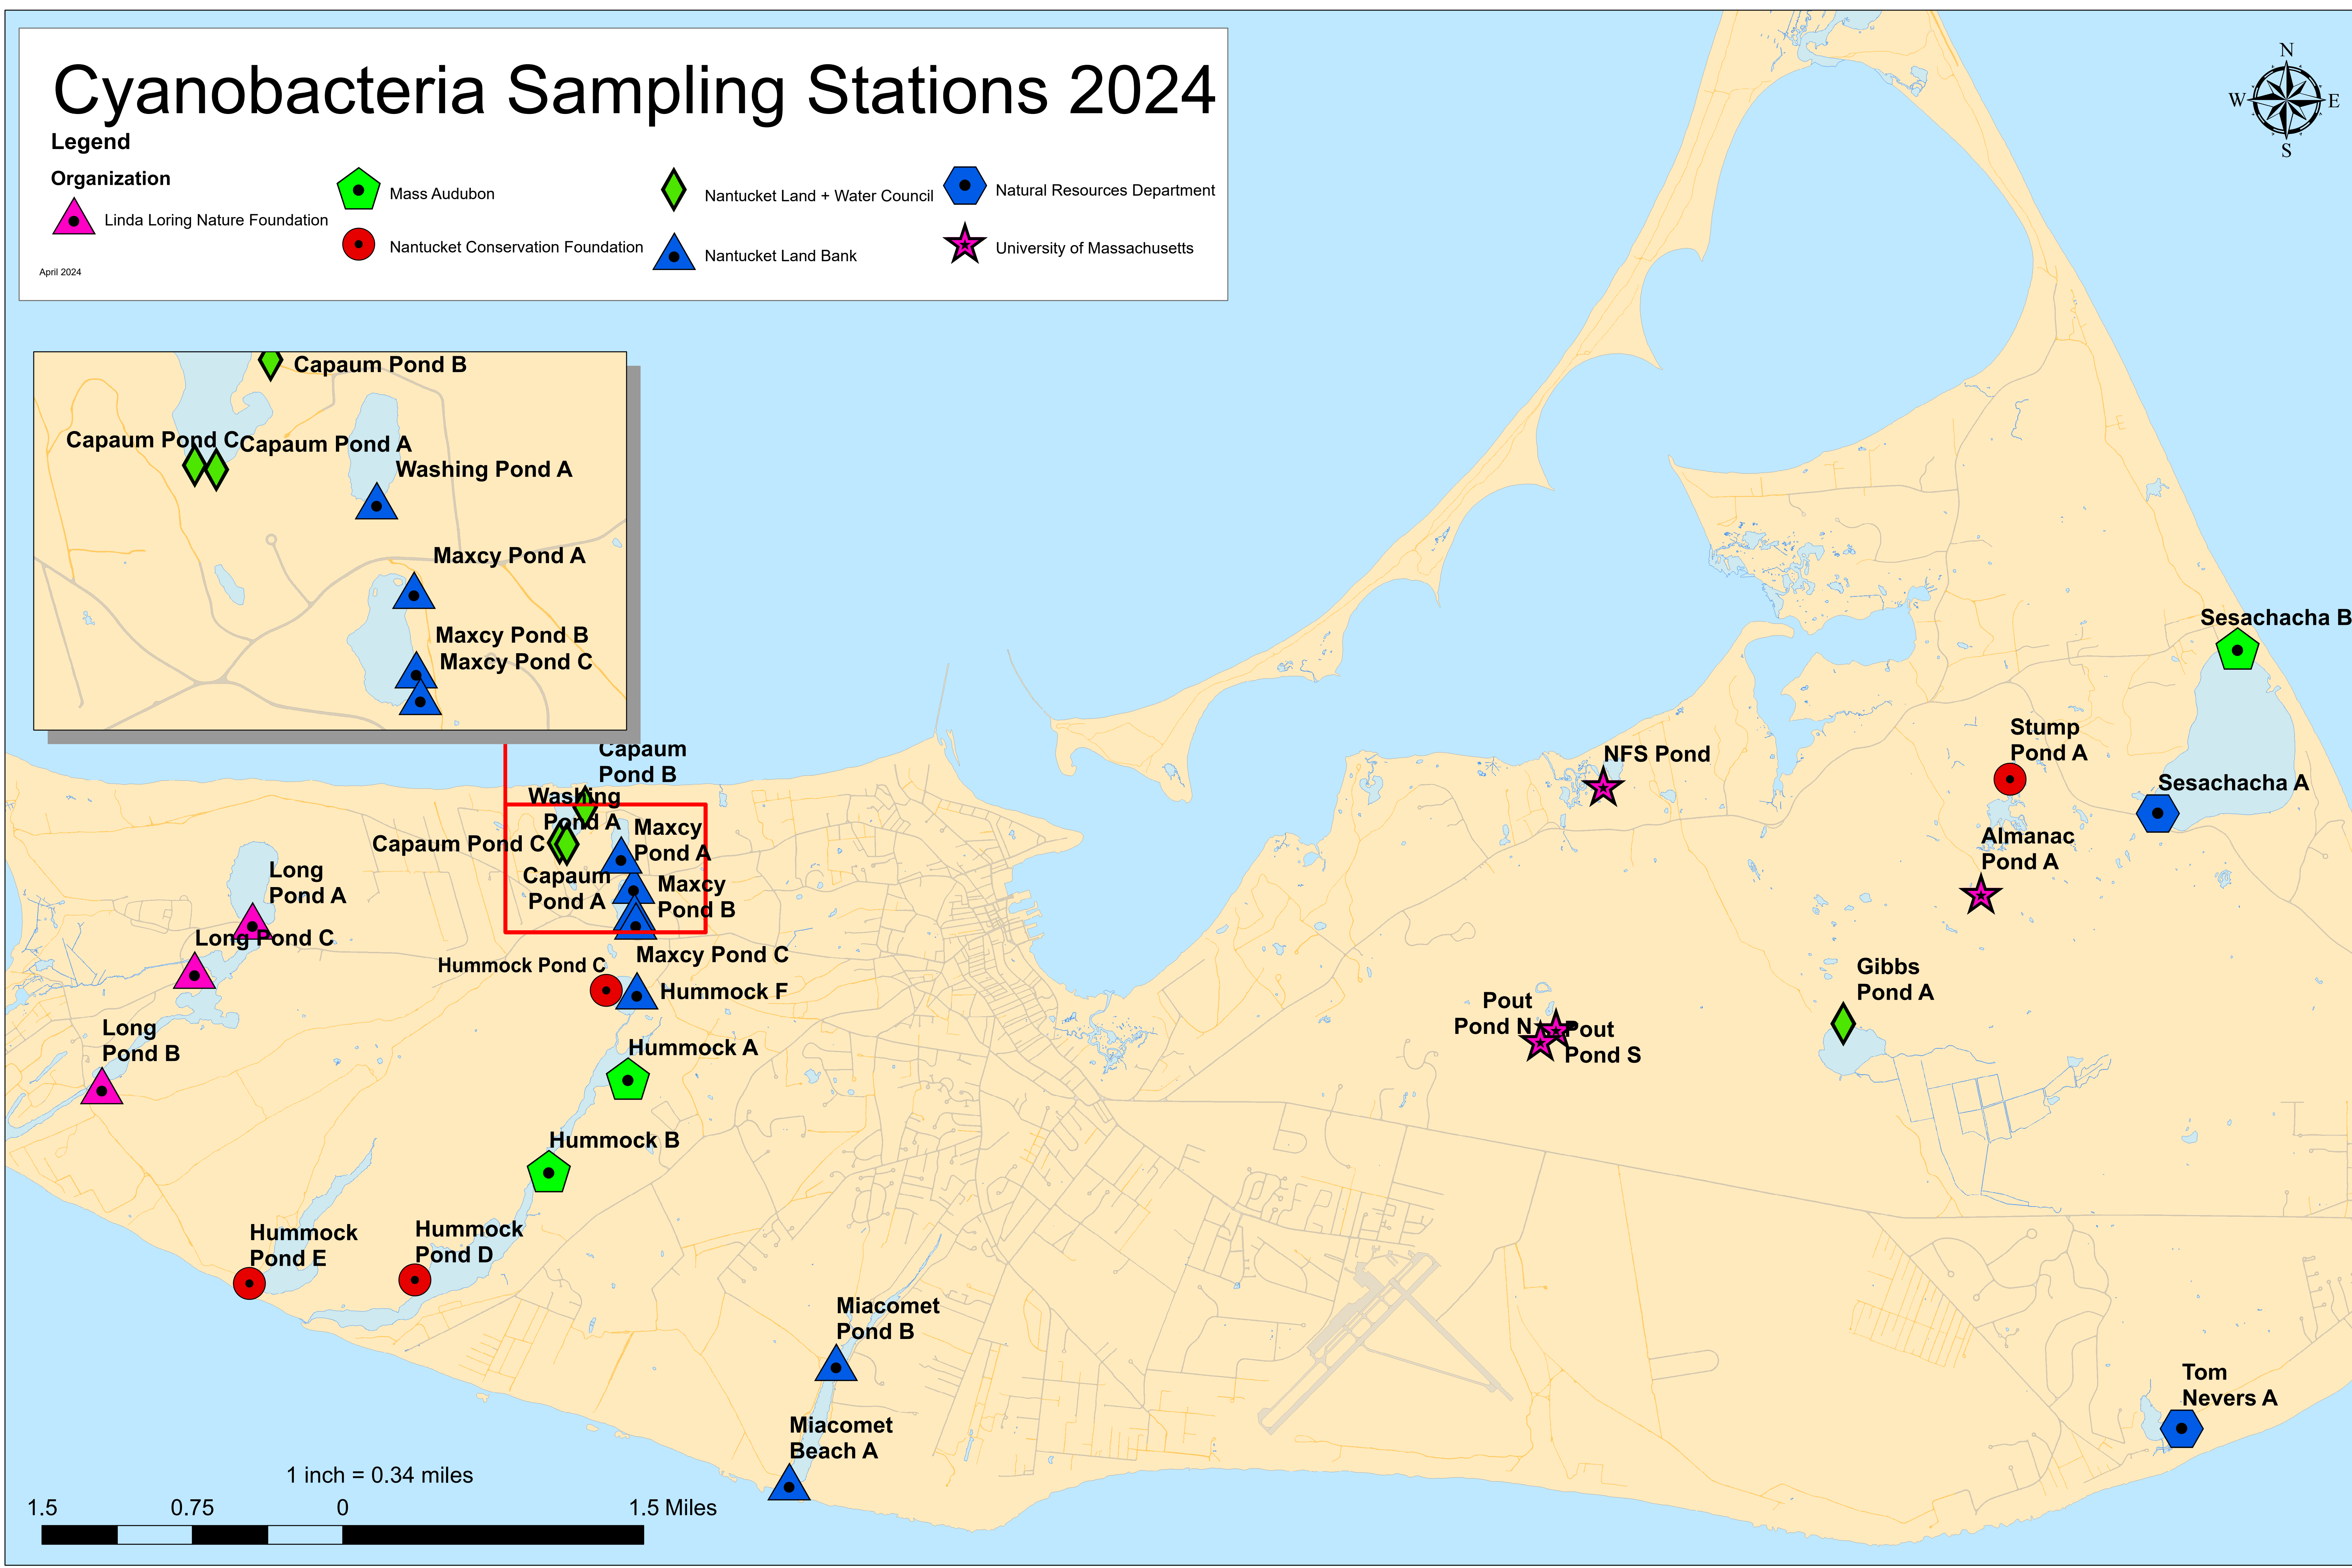 Cyanobacteria Sampling Stations 2024
Legend
Organization
Linda Loring Nature Foundation
Mass Audubon
Nantucket Conservation Foundation
Nantucket Land + Water Council
Nantucket Land Bank
Natural Resources Department
University of Massachusetts
April 2024
N
W
E
S
Capaum Pond B
Capaum Pond C
Capaum Pond A
Washing Pond A
Maxcy Pond A
Maxcy Pond B
Maxcy Pond C
Sesachacha B
Stump
Pond A
NFS Pond
Sesachacha A
Capaum
Pond B
Washing
Pond A
Maxcy
Pond A
Capaum Pond C
Almanac
Pond A
Long
Pond A
Capaum
Pond A
Maxcy
Pond B
Long Pond C
Maxcy Pond C
Hummock Pond C
Hummock F
Gibbs
Pond A
Pout
Pond N
Pout
Pond S
Long
Pond B
Hummock A
Hummock B
Hummock
Pond E
Hummock
Pond D
Miacomet
Pond B
Tom
Nevers A
Miacomet
Beach A
1 inch = 0.34 miles
1.5
0.75
0
1.5 Miles